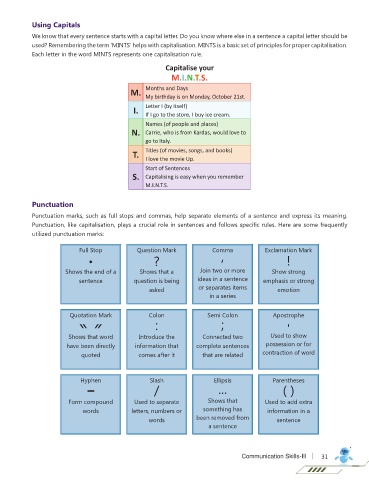 Using Capitals
We know that every sentence starts with a capital letter. Do you know where else in a sentence a capital letter should be
used? Remembering the term 'MINTS' helps with capitalisation. MINTS is a basic set of principles for proper capitalisation.
Each letter in the word MINTS represents one capitalisation rule.
Capitalise your
M.I.N.T.S.
M. Months and Days
My birthday is on Monday, October 21st.
I. Letter I (by itself)
If I go to the store, I buy ice cream.
N. Names (of people and places)
Carrie, who is from Kardas, would love to
go to Italy.
T. Titles (of movies, songs, and books)
I love the movie Up.
S. Start of Sentences
Capitalising is easy when you remember
M.I.N.T.S.
Punctuation
Punctuation marks, such as full stops and commas, help separate elements of a sentence and express its meaning.
Punctuation, like capitalisation, plays a crucial role in sentences and follows specific rules. Here are some frequently
utilized punctuation marks:
Full Stop
.
Shows the end of a
sentence
Question Mark
?
Shows that a
question is being
asked
Comma
,
Join two or more
ideas in a sentence
or separates items
in a series
Exclamation Mark
!
Show strong
emphasis or strong
emotion
Quotation Mark
“ ”
Shows that word
have been directly
quoted
Colon
:
Introduce the
information that
comes after it
Semi Colon
;
Connected two
complete sentences
that are related
Apostrophe
'
Used to show
possession or for
contraction of word
Hyphen
–
Form compound
words
Slash
/
Used to separate
letters, numbers or
words
Ellipsis
...
Shows that
something has
been removed from
a sentence
Parentheses
( )
Used to add extra
information in a
sentence
Communication Skills-III | 31